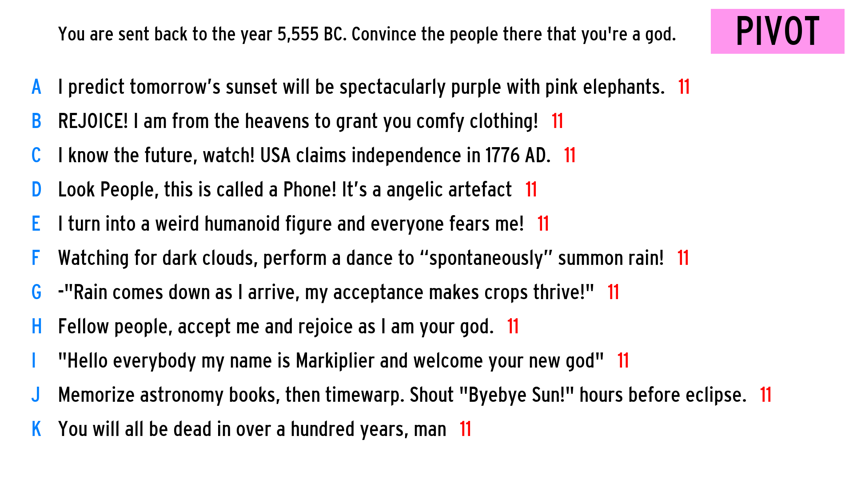 You are sent back to the year 5,555 BC. Convince the people there that you're a god. PIVOT
A I predict tomorrow's sunset will be spectacularly purple with pink elephants. 11
B REJOICE! I am from the heavens to grant you comfy clothing! 11
C I know the future, watch! USA claims independence in 1776 AD. 11
D Look People, this is called a Phone! It's a angelic artefact 11
E I turn into a weird humanoid figure and everyone fears me! 11
F Watching for dark clouds, perform a dance to “spontaneously” summon rain! 11
G -"Rain comes down as I arrive, my acceptance makes crops thrive!" 11
H Fellow people, accept me and rejoice as I am your god. 11
I "Hello everybody my name is Markiplier and welcome your new god" 11
J Memorize astronomy books, then timewarp. Shout "Byebye Sun!" hours before eclipse. 11
K You will all be dead in over a hundred years, man 11